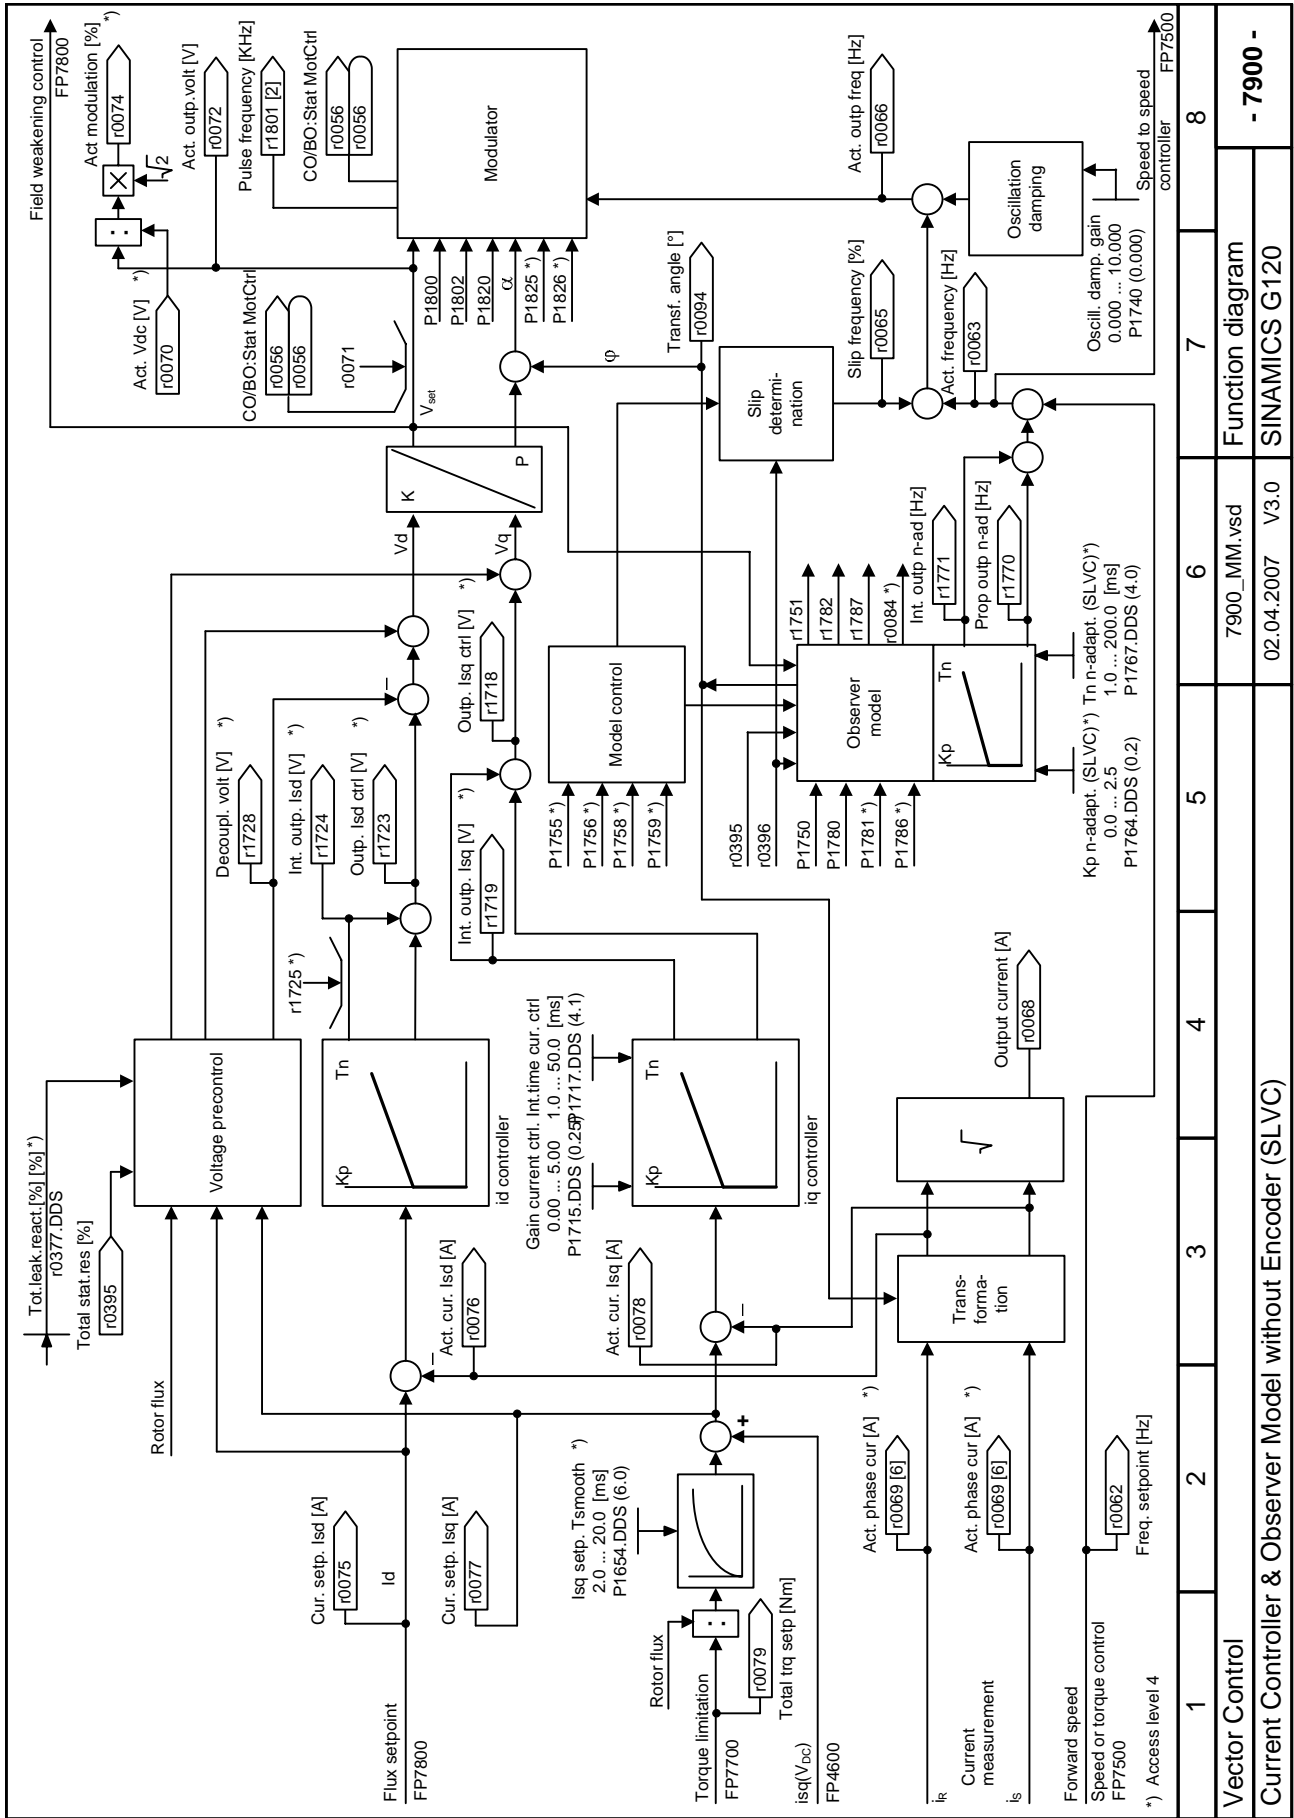 Field weakening control
FP7800
Act modulation [%] *)
r0074
√2
Act. outp.volt [V]
r0072
Pulse frequency [KHz]
r1801 [2]
CO/BO:Stat MotCtrl
r0056
r0056
Act. Vdc [V] *)
r0070
CO/BO:Stat MotCtrl
r0056
r0056
r0071
Vset
Modulator
P1800
P1802
P1820
α
P1825 *)
P1826 *)
φ
Transf. angle [°]
r0094
Act. outp freq [Hz]
r0066
Slip frequency [%]
r0065
Act. frequency [Hz]
r0063
Oscillation
damping
Oscill. damp. gain
0.000 ... 10.000
P1740 (0.000)
Speed to speed
controller
FP7500
Slip
determi-
nation
K
P
Vd
Vq
*)
Tot.leak.react.[%] [%] *)
r0377.DDS
Total stat.res [%]
r0395
Rotor flux
Voltage precontrol
Decoupl. volt [V] *)
r1728
Int. outp. Isd [V] *)
r1724
Outp. Isd ctrl [V] *)
r1723
r1725 *)
–
Kp
Tn
id controller
Cur. setp. Isd [A]
r0075
Id
Flux setpoint
FP7800
Cur. setp. Isq [A]
r0077
Act. cur. Isd [A]
r0076
–
Gain current ctrl.
0.00 ... 5.00
P1715.DDS (0.25)
Int.time cur. ctrl
1.0 ... 50.0 [ms]
P1717.DDS (4.1)
Kp
Tn
iq controller
Act. cur. Isq [A]
r0078
–
Int. outp. Isq [V] *)
r1719
Outp. Isq ctrl [V]
r1718
Isq setp. Tsmooth *)
2.0 ... 20.0 [ms]
P1654.DDS (6.0)
Rotor flux
:
:
Torque limitation
FP7700
r0079
Total trq setp [Nm]
+
isq(VDC)
FP4600
Model control
P1755 *)
P1756 *)
P1758 *)
P1759 *)
r0395
r0396
Observer
model
P1750
P1780
P1781 *)
P1786 *)
r1751
r1782
r1787
r0084 *)
Int. outp n-ad [Hz]
r1771
Prop outp n-ad [Hz]
r1770
Kp
Tn
Kp n-adapt. (SLVC)*)
0.0 ... 2.5
P1764.DDS (0.2)
Tn n-adapt. (SLVC)*)
1.0 ... 200.0 [ms]
P1767.DDS (4.0)
Output current [A]
r0068
√
Trans-
forma-
tion
Act. phase cur [A] *)
r0069 [6]
Act. phase cur [A] *)
r0069 [6]
iR
Current
measurement
iS
r0062
Freq. setpoint [Hz]
Forward speed
Speed or torque control
FP7500
*) Access level 4
1 2 3 4 5 6 7 8
Vector Control
7900_MM.vsd
Function diagram
- 7900 -
Current Controller & Observer Model without Encoder (SLVC)
02.04.2007 V3.0
SINAMICS G120